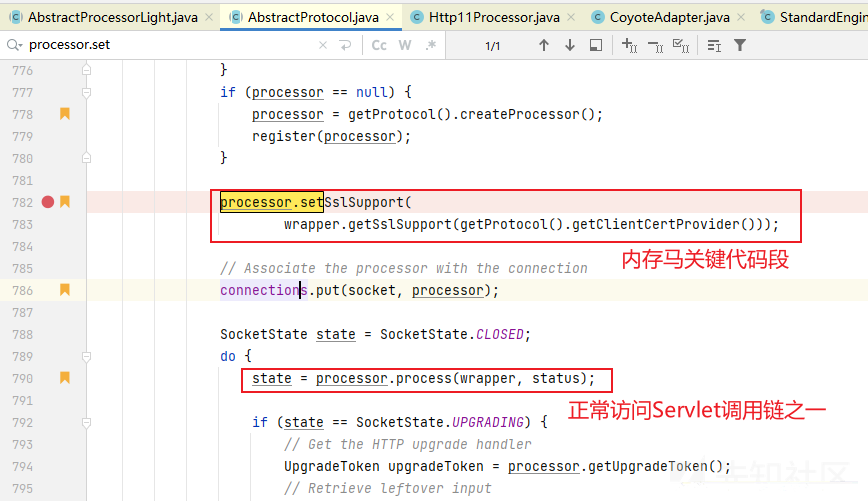 AbstractProcessorLight.java × AbstractProtocol.java × Http11Processor.java × CoyoteAdapter.java × StandardEngin
processor.set × Cc W .* 1/1
776 }
777 if (processor == null) {
778 processor = getProtocol().createProcessor();
779 register(processor);
780 }
781
782 processor.setSslSupport(
783 wrapper.getSslSupport(getProtocol().getClientCertProvider()));
784
内存马关键代码段
785 // Associate the processor with the connection
786 connections.put(socket, processor);
787
788 SocketState state = SocketState.CLOSED;
789 do {
790 state = processor.process(wrapper, status);
791
正常访问Servlet调用链之一
792 if (state == SocketState.UPGRADING) {
793 // Get the HTTP upgrade handler
794 UpgradeToken upgradeToken = processor.getUpgradeToken();
795 // Retrieve leftover input
先知社区